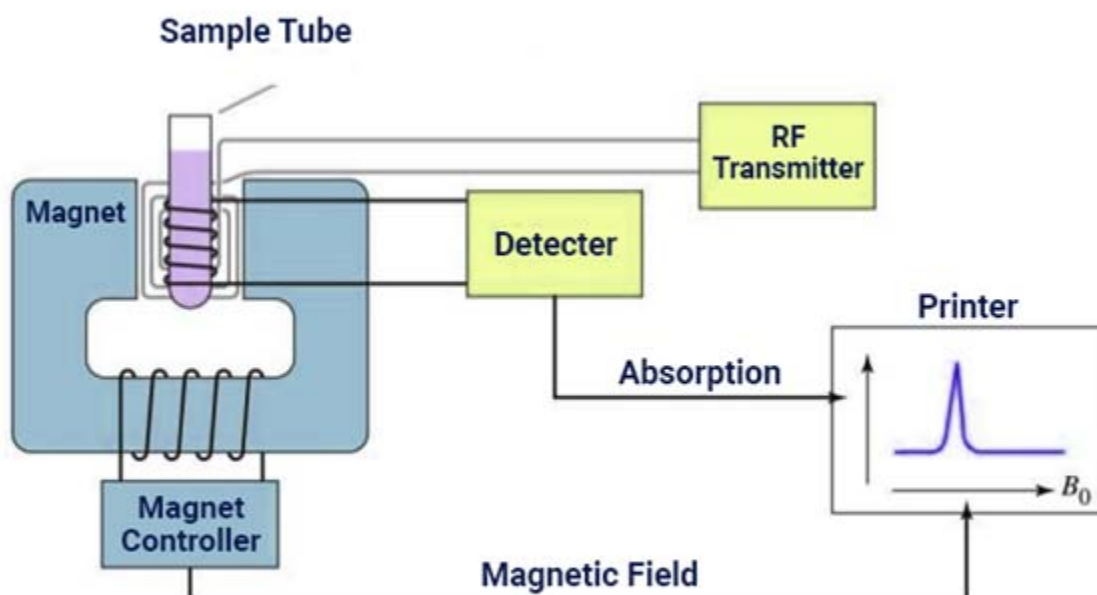 Sample Tube
RF
Transmitter
Magnet
Detecter
Printer
Absorption
B0
Magnet
Controller
Magnetic Field